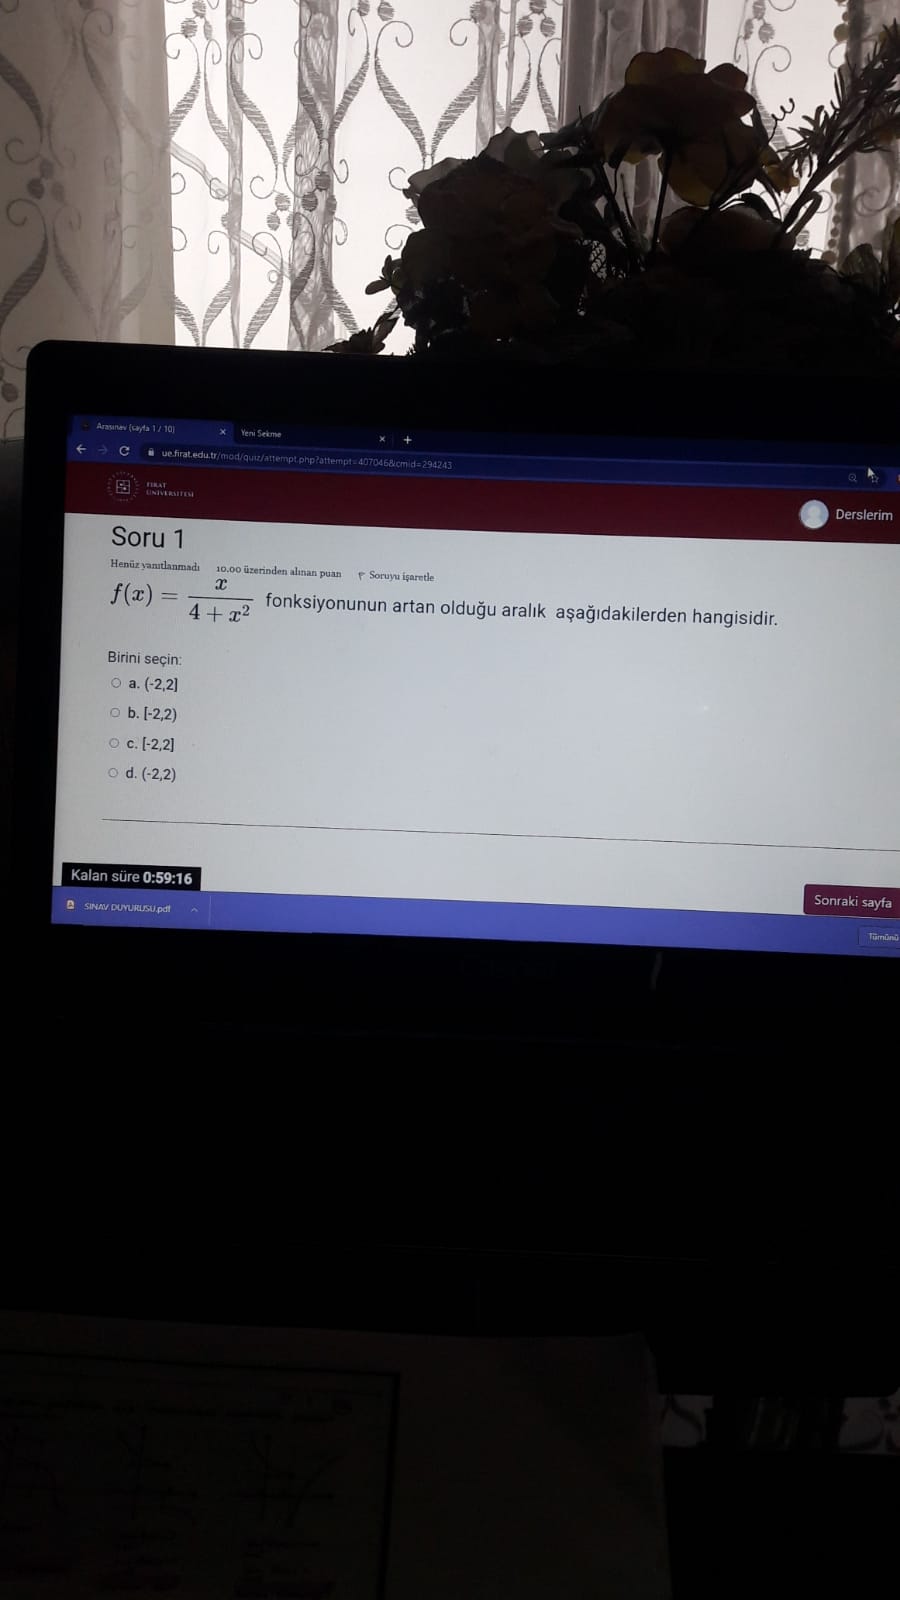 Arasınav (sayfa 1 / 10)
Yeni Sekme
ue.firat.edu.tr/mod/quiz/attempt.php?attempt=407046&cmid=294243
FIRAT
ÜNİVERSİTESİ
Derslerim
Soru 1
Henüz yanıtlanmadı 10.00 üzerinden alınan puan Soruyu işaretle
f(x) = x / (4 + x²) fonksiyonunun artan olduğu aralık aşağıdakilerden hangisidir.
Birini seçin:
a. (-2,2]
b. [-2,2)
c. [-2,2]
d. (-2,2)
Kalan süre 0:59:16
Sonraki sayfa
SINAV DUYURUSU.pdf
Tümünü